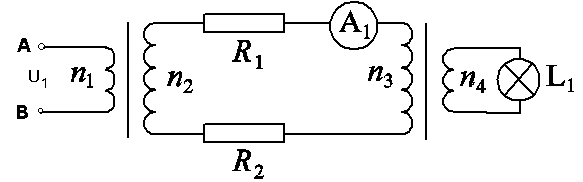 A₁
R₁
A
U₁ n₁ n₂ n₃ n₄ L₁
B
R₂